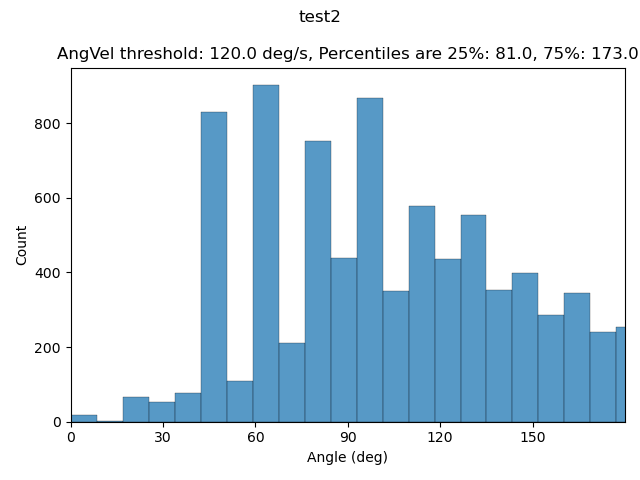 test2
AngVel threshold: 120.0 deg/s, Percentiles are 25%: 81.0, 75%: 173.0
800
600
400
200
0
Count
0 30 60 90 120 150
Angle (deg)